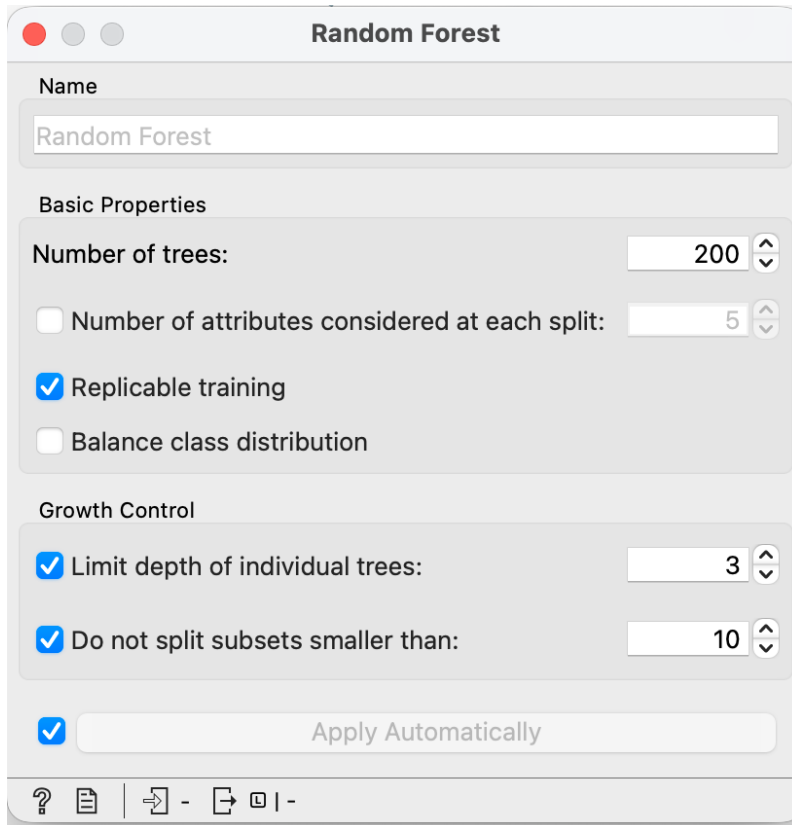 Random Forest
Name
Random Forest
Basic Properties
Number of trees: 200
Number of attributes considered at each split: 5
Replicable training
Balance class distribution
Growth Control
Limit depth of individual trees: 3
Do not split subsets smaller than: 10
Apply Automatically
? - L | -